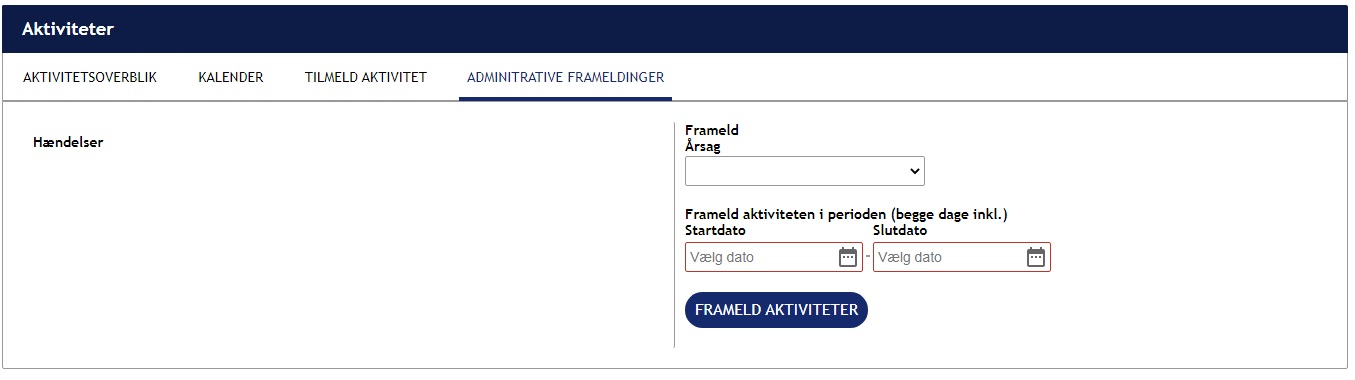 Aktiviteter
AKTIVITETSOVERBLIK KALENDER TILMELD AKTIVITET ADMINITRATIVE FRAMELDINGER
Hændelser
Frameld
Årsag
Frameld aktiviteten i perioden (begge dage inkl.)
Startdato Slutdato
Vælg dato - Vælg dato
FRAMELD AKTIVITETER